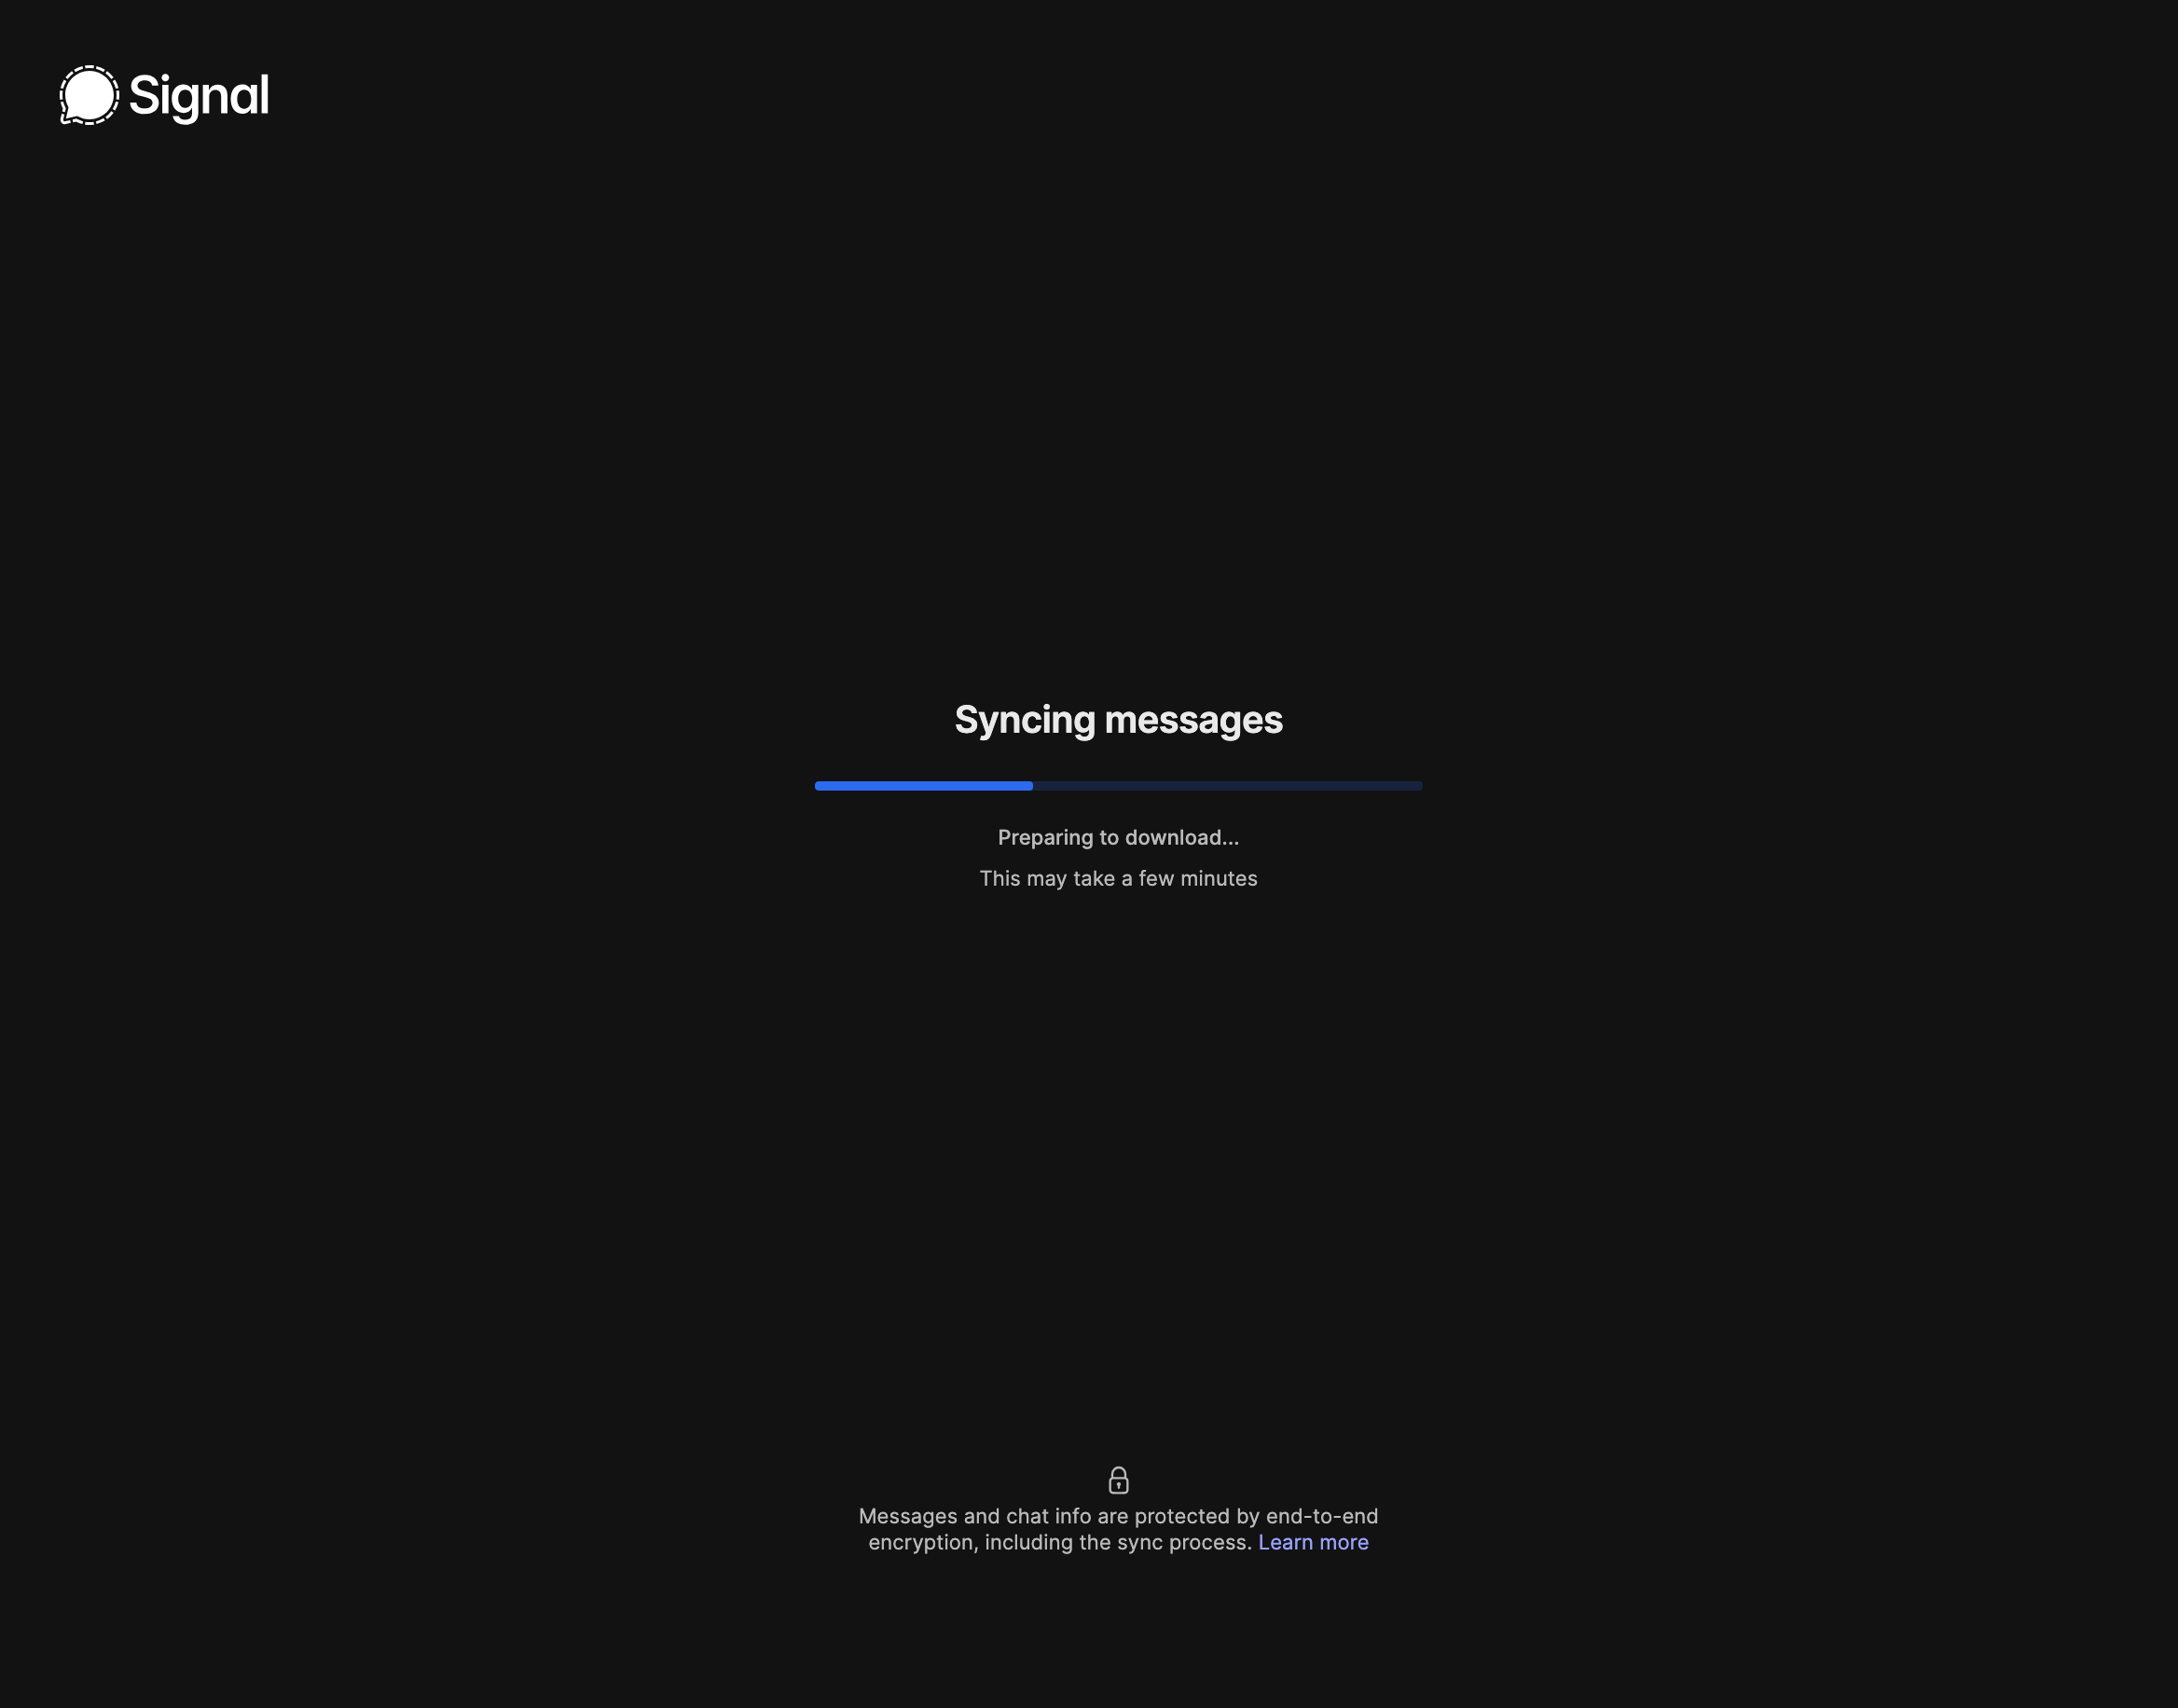 Signal
Syncing messages
Preparing to download...
This may take a few minutes
Messages and chat info are protected by end-to-end
encryption, including the sync process. Learn more